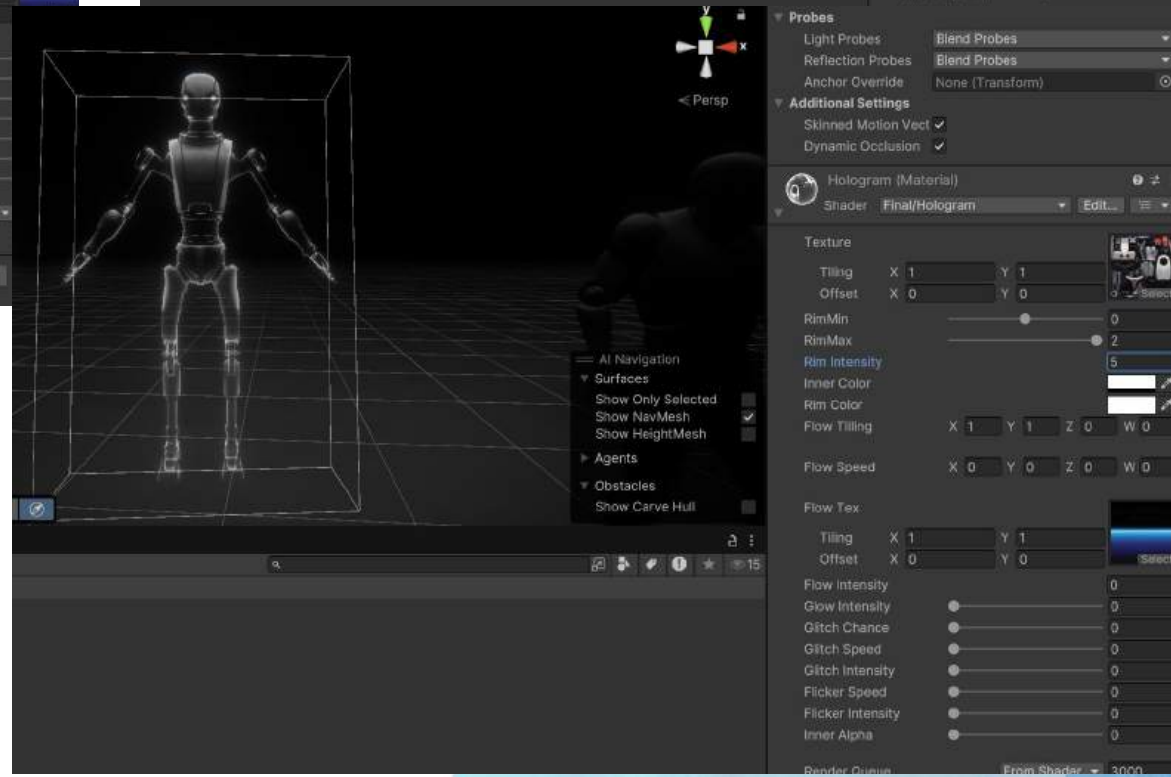 y
x
< Persp
AI Navigation
Surfaces
Show Only Selected
Show NavMesh
Show HeightMesh
Agents
Obstacles
Show Carve Hull
15
Probes
Light Probes Blend Probes
Reflection Probes Blend Probes
Anchor Override None (Transform)
Additional Settings
Skinned Motion Vect
Dynamic Occlusion
Hologram (Material)
Shader Final/Hologram Edit...
Texture
Tiling X 1 Y 1
Offset X 0 Y 0
Select
RimMin 0
RimMax 2
Rim Intensity 5
Inner Color
Rim Color
Flow Tilling X 1 Y 1 Z 0 W 0
Flow Speed X 0 Y 0 Z 0 W 0
Flow Tex
Tiling X 1 Y 1
Offset X 0 Y 0
Select
Flow Intensity 0
Glow Intensity 0
Glitch Chance 0
Glitch Speed 0
Glitch Intensity 0
Flicker Speed 0
Flicker Intensity 0
Inner Alpha 0
Render Queue From Shader 3000